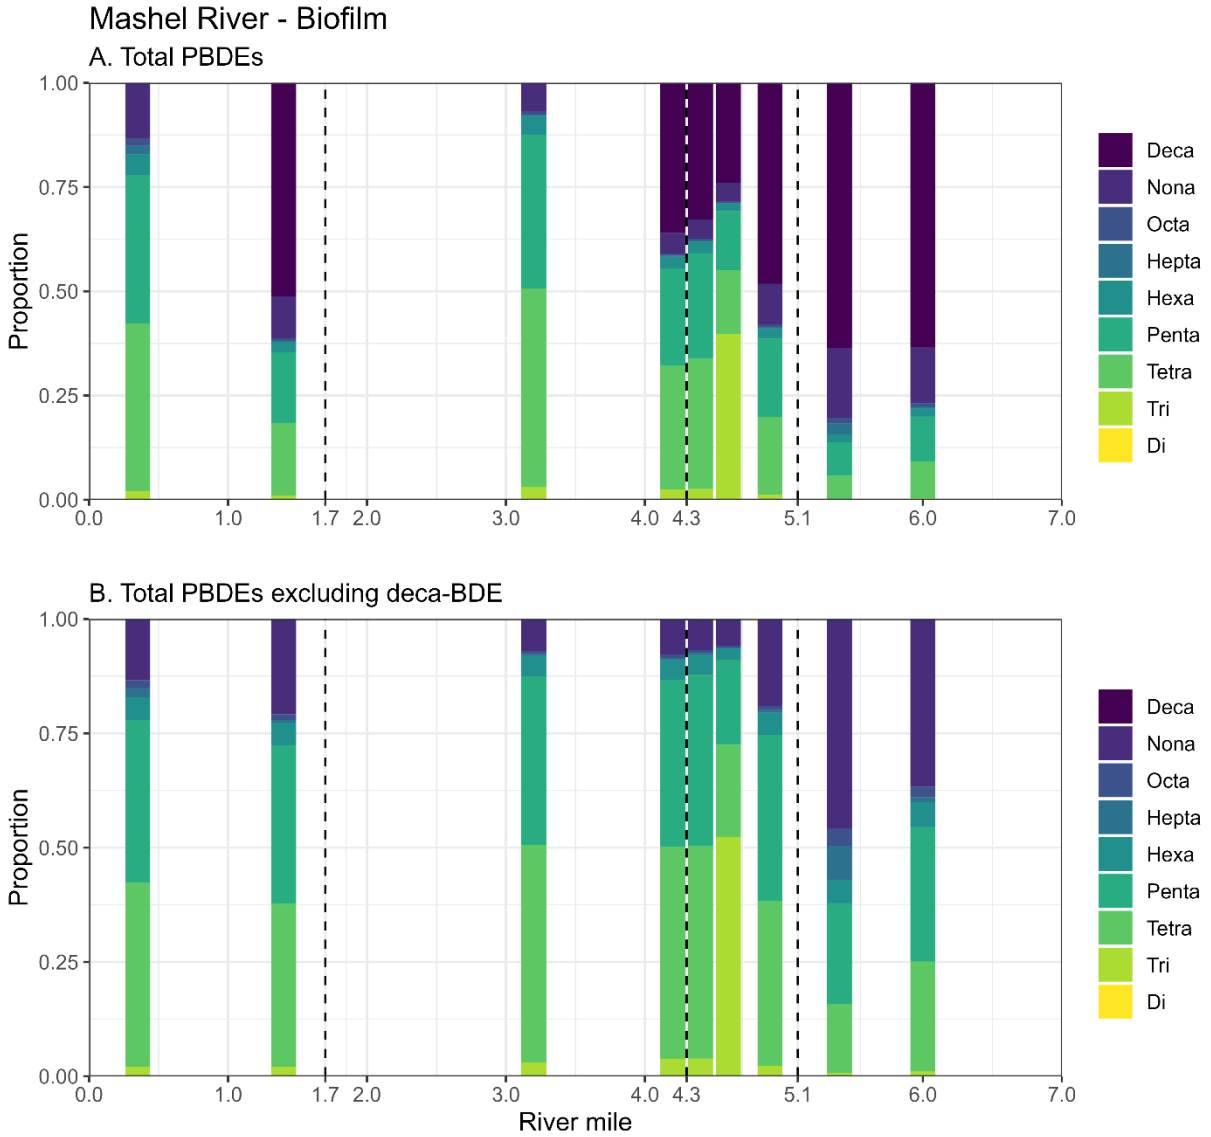 Mashel River - Biofilm
A. Total PBDEs
Proportion
1.00
0.75
0.50
0.25
0.00
0.0 1.0 1.7 2.0 3.0 4.0 4.3 5.1 6.0 7.0
Deca
Nona
Octa
Hepta
Hexa
Penta
Tetra
Tri
Di
B. Total PBDEs excluding deca-BDE
Proportion
1.00
0.75
0.50
0.25
0.00
0.0 1.0 1.7 2.0 3.0 4.0 4.3 5.1 6.0 7.0
River mile
Deca
Nona
Octa
Hepta
Hexa
Penta
Tetra
Tri
Di